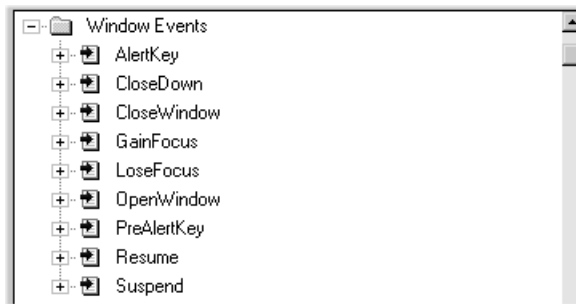 Window Events
AlertKey
CloseDown
CloseWindow
GainFocus
LoseFocus
OpenWindow
PreAlertKey
Resume
Suspend